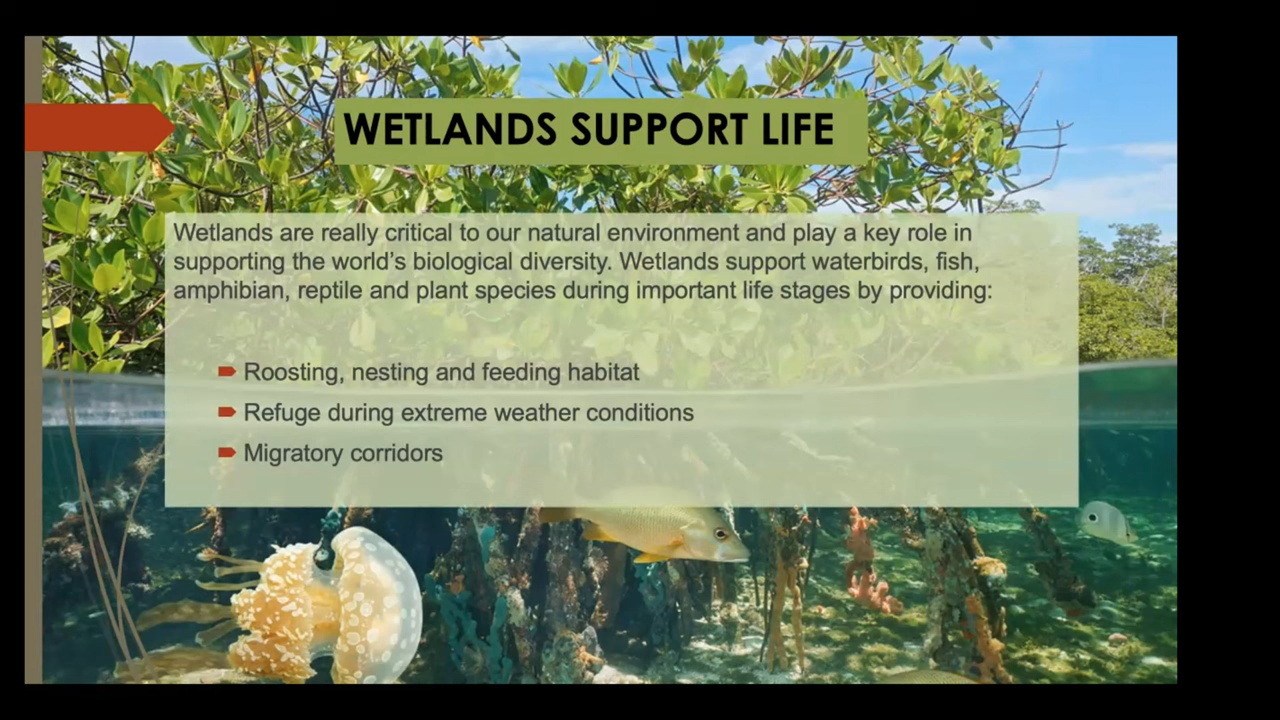 WETLANDS SUPPORT LIFE
Wetlands are really critical to our natural environment and play a key role in
supporting the world’s biological diversity. Wetlands support waterbirds, fish,
amphibian, reptile and plant species during important life stages by providing:
Roosting, nesting and feeding habitat
Refuge during extreme weather conditions
Migratory corridors